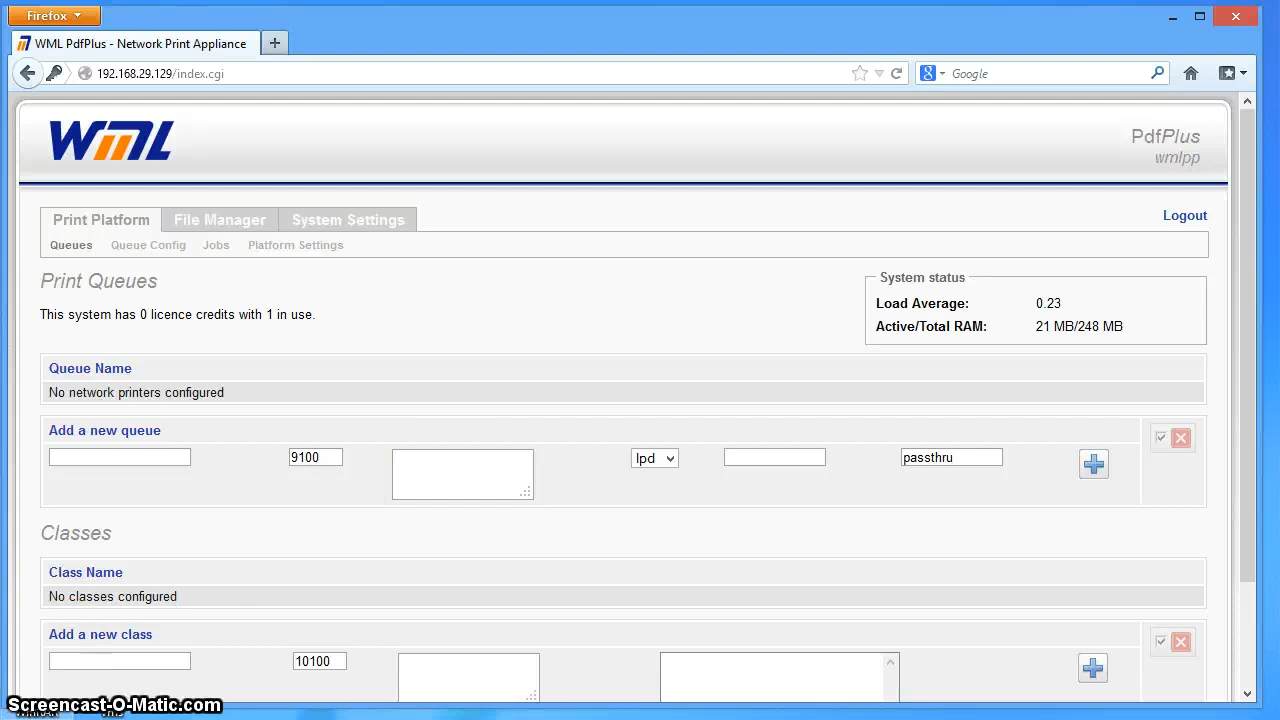 Firefox
WML PdfPlus - Network Print Appliance
192.168.29.129/index.cgi
Google
WML
PdfPlus
wmlpp
Print Platform File Manager System Settings
Logout
Queues Queue Config Jobs Platform Settings
Print Queues
This system has 0 licence credits with 1 in use.
System status
Load Average: 0.23
Active/Total RAM: 21 MB/248 MB
Queue Name
No network printers configured
Add a new queue
9100 lpd passthru
Classes
Class Name
No classes configured
Add a new class
10100
Screencast-O-Matic.com